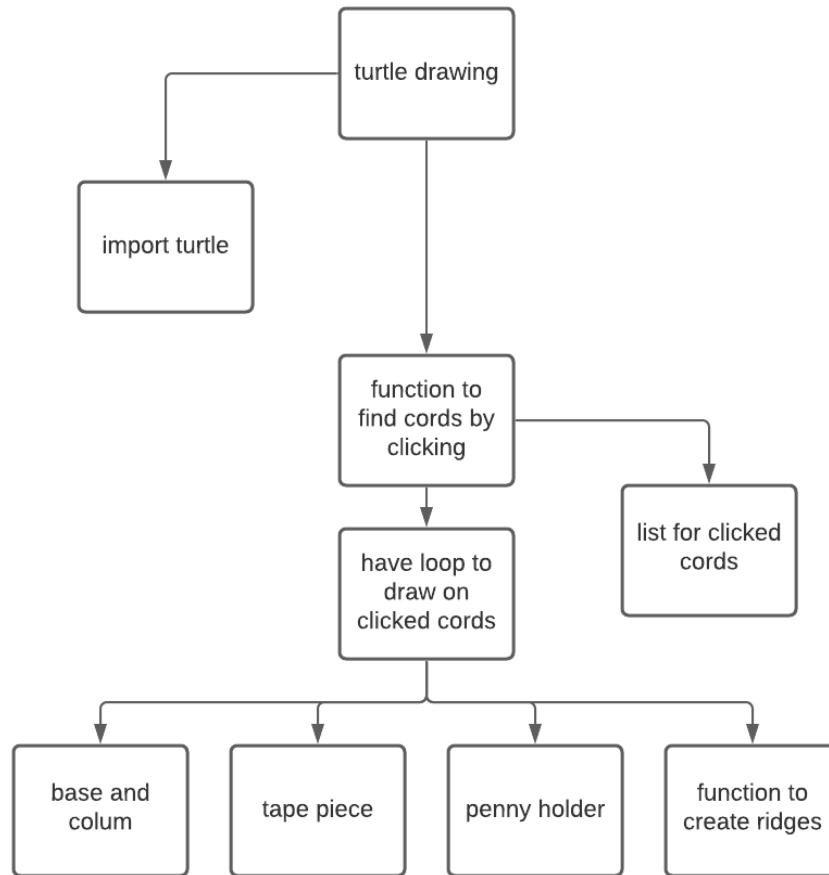 turtle drawing
import turtle
function to
find cords by
clicking
list for clicked
cords
have loop to
draw on
clicked cords
base and
colum
tape piece
penny holder
function to
create ridges